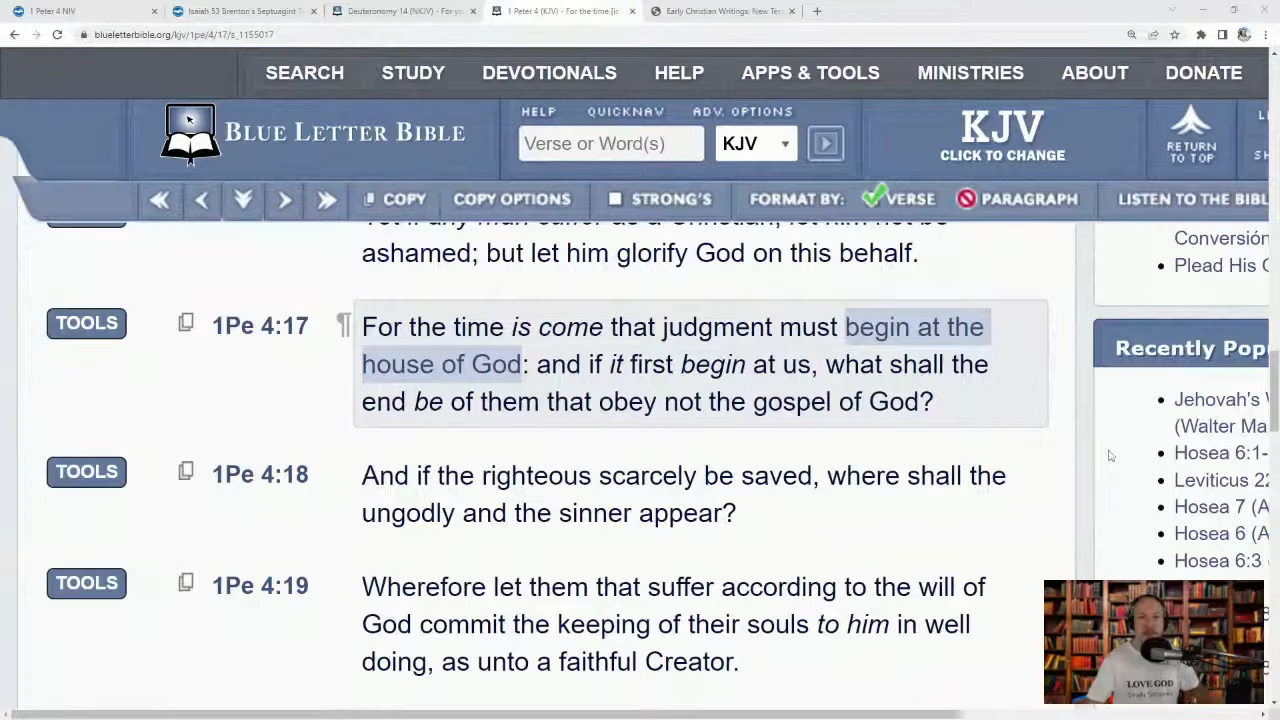 1 Peter 4 NIV
Isaiah 53 Brenton's Septuagint T
Deuteronomy 14 (NKJV) - For yo
1 Peter 4 (KJV) - For the time [is
Early Christian Writings: New Tes
blueletterbible.org/kjv/1pe/4/17/s_1155017
SEARCH STUDY DEVOTIONALS HELP APPS & TOOLS MINISTRIES ABOUT DONATE
BLUE LETTER BIBLE
HELP QUICKNAV ADV. OPTIONS
Verse or Word(s)
KJV
KJV
CLICK TO CHANGE
RETURN
TO TOP
COPY COPY OPTIONS STRONG'S FORMAT BY: VERSE PARAGRAPH LISTEN TO THE BIBL
ashamed; but let him glorify God on this behalf.
TOOLS
1Pe 4:17
¶ For the time is come that judgment must begin at the
house of God: and if it first begin at us, what shall the
end be of them that obey not the gospel of God?
TOOLS
1Pe 4:18
And if the righteous scarcely be saved, where shall the
ungodly and the sinner appear?
TOOLS
1Pe 4:19
Wherefore let them that suffer according to the will of
God commit the keeping of their souls to him in well
doing, as unto a faithful Creator.
Conversión
Plead His C
Recently Pop
Jehovah's W
(Walter Ma
Hosea 6:1-
Leviticus 22
Hosea 7 (A
Hosea 6 (A
Hosea 6:3
LOVE GOD